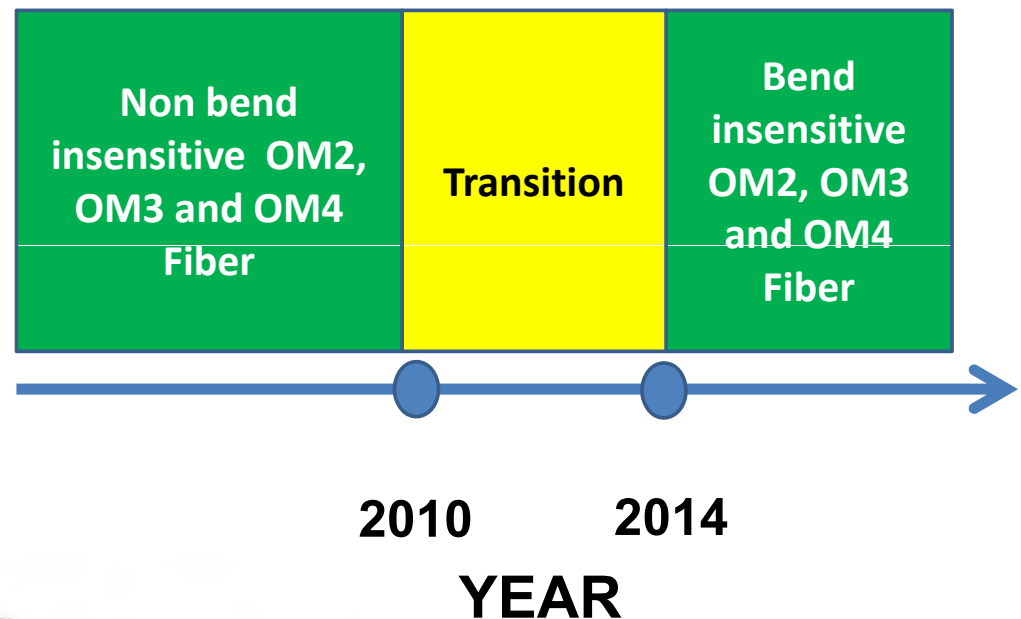 Non bend
insensitive  OM2,
OM3 and OM4
Fiber
Transition
Bend
insensitive
OM2, OM3
and OM4
Fiber
2010
2014
YEAR